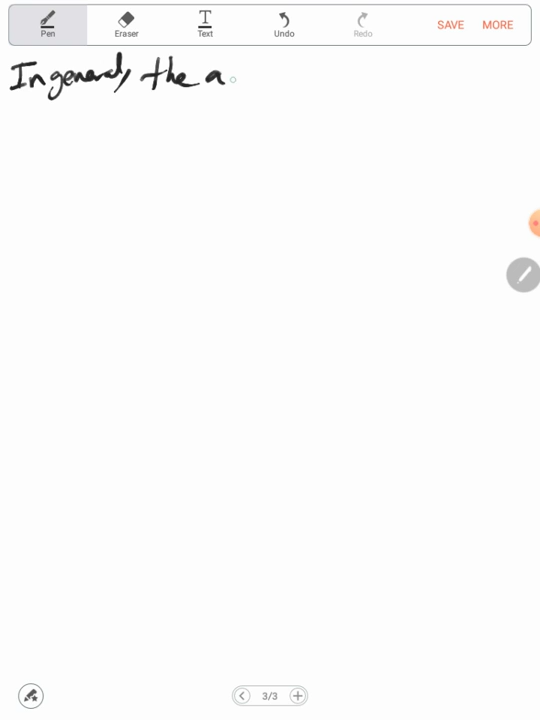 Pen Eraser Text Undo Redo SAVE MORE
In general, the a
3/3